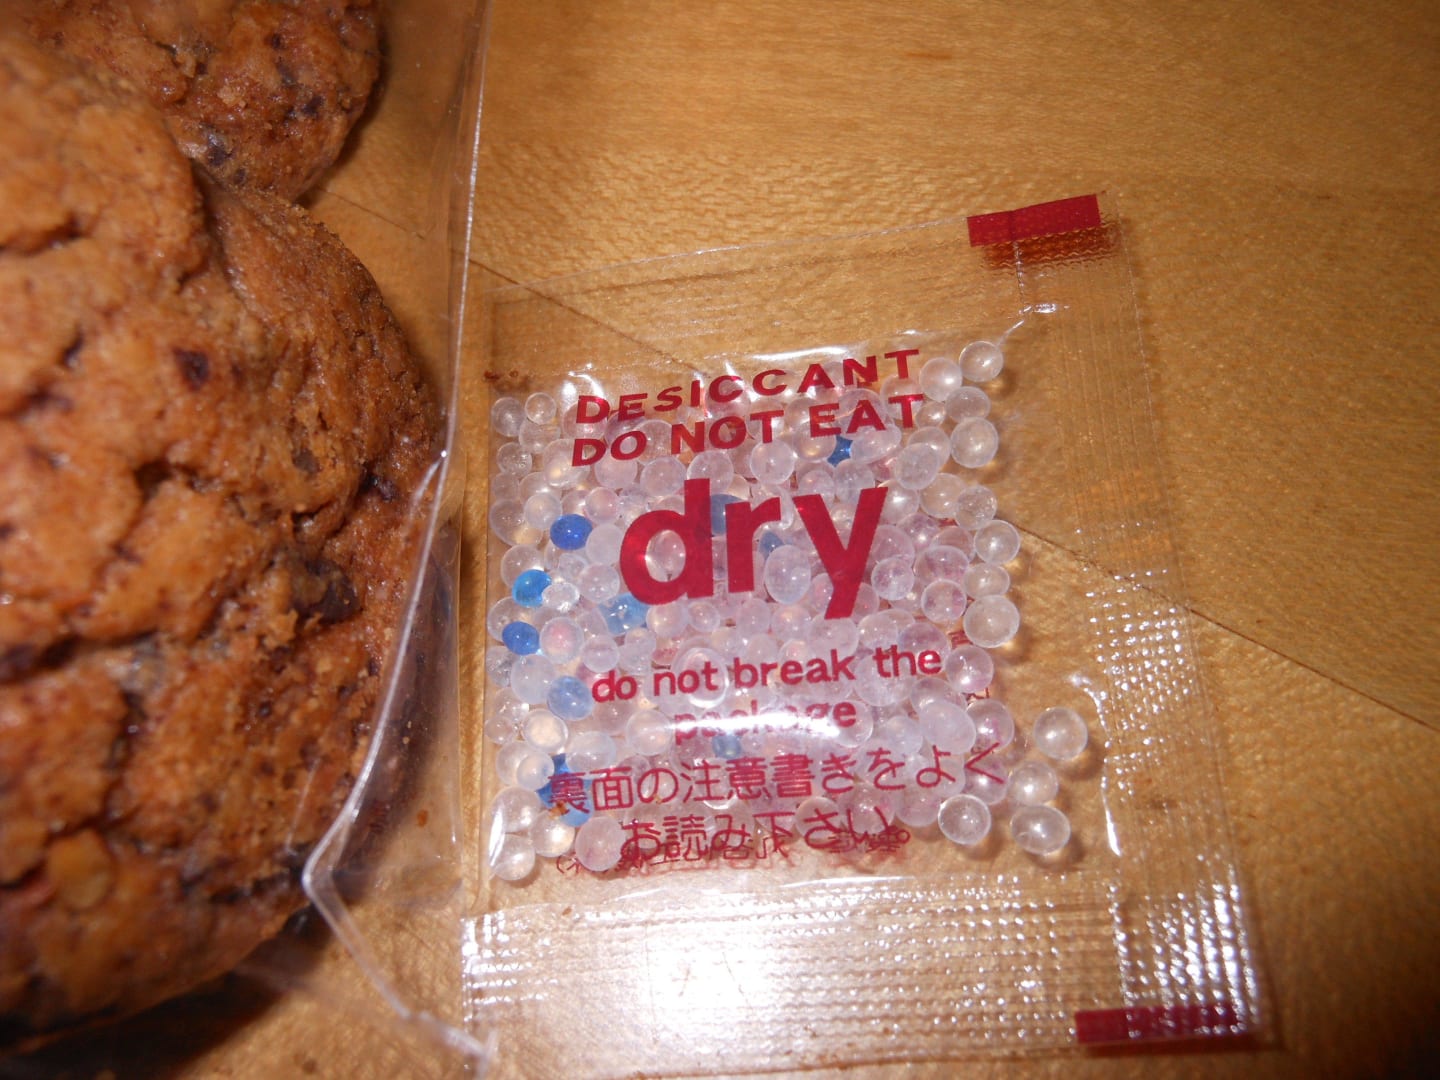 DESICCANT
DO NOT EAT
dry
do not break the
package
裏面の注意書きをよく
お読み下さい